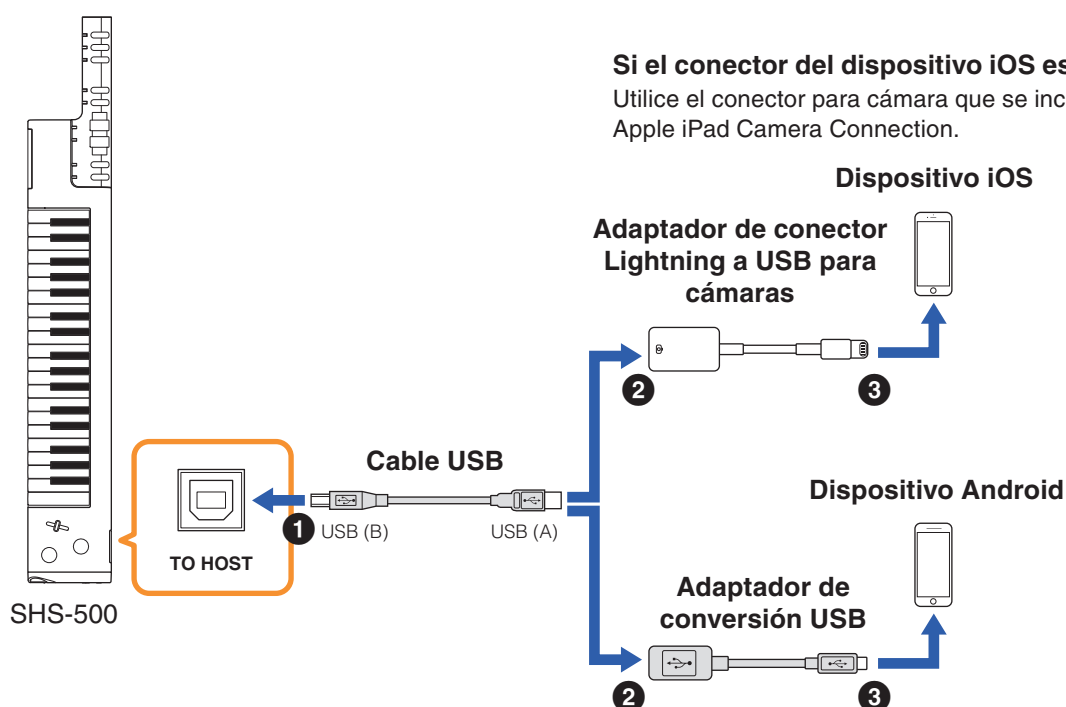 Si el conector del dispositivo iOS es
Utilice el conector para cámara que se inc
Apple iPad Camera Connection.
Dispositivo iOS
Adaptador de conector
Lightning a USB para
cámaras
2
3
Cable USB
1
USB (B)
USB (A)
TO HOST
SHS-500
Dispositivo Android
Adaptador de
conversión USB
2
3